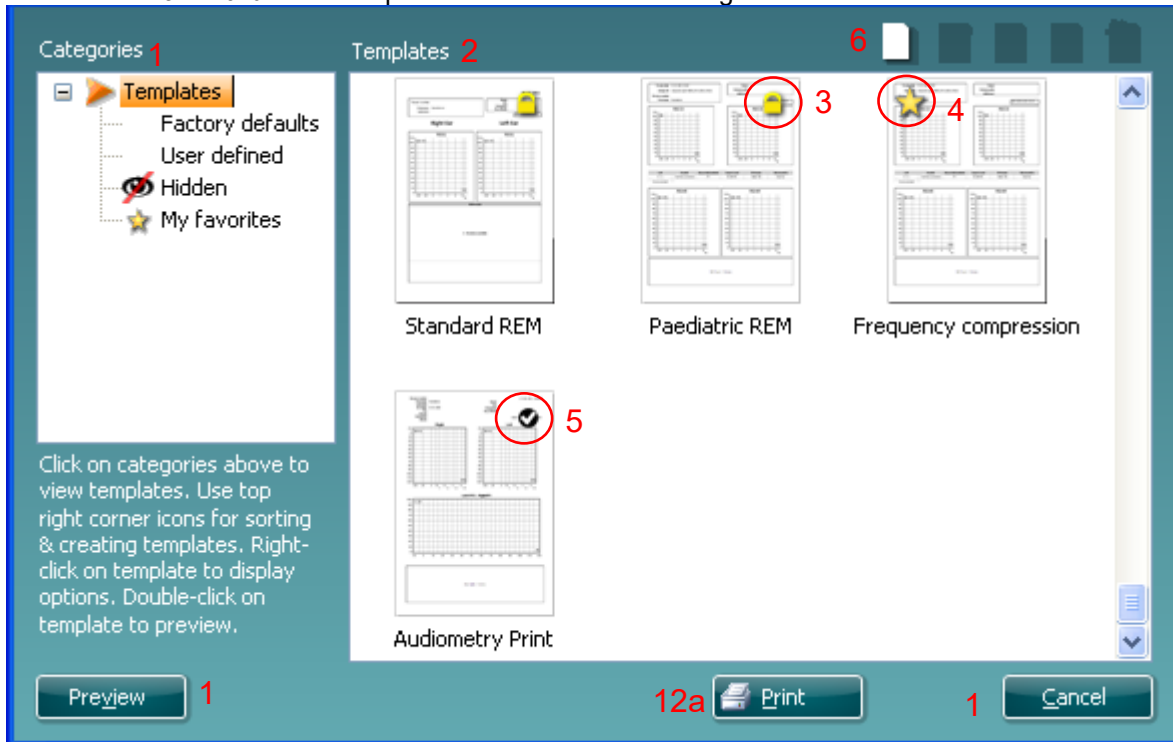 Categories 1
Templates 2
6
Templates
Factory defaults
User defined
Hidden
My favorites
3
4
Standard REM
Paediatric REM
Frequency compression
5
Audiometry Print
Click on categories above to
view templates. Use top
right corner icons for sorting
& creating templates. Right-
click on template to display
options. Double-click on
template to preview.
Preview 1
12a Print
1 Cancel